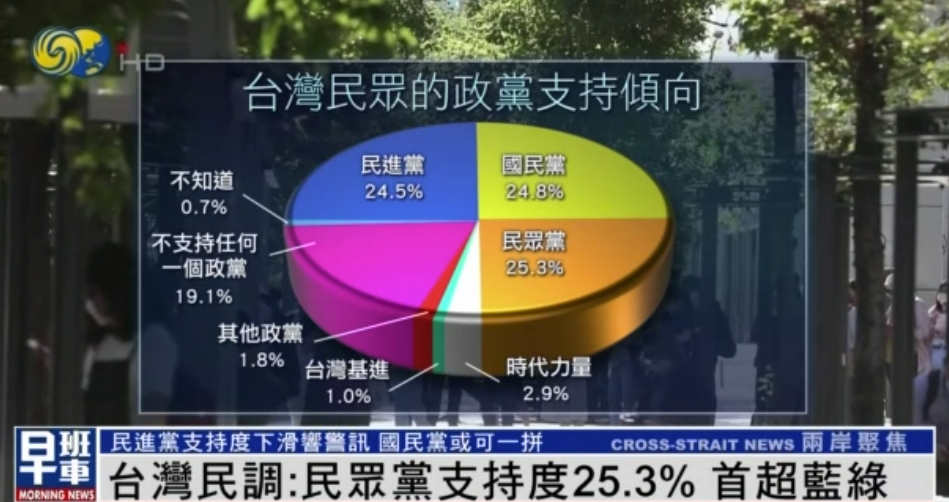 HD
台灣民眾的政黨支持傾向
民進黨
24.5%
國民黨
24.8%
不知道
0.7%
不支持任何
一個政黨
19.1%
民眾黨
25.3%
其他政黨
1.8%
台灣基進
1.0%
時代力量
2.9%
早班車
MORNING NEWS
民進黨支持度下滑響警訊 國民黨或可一拼
CROSS-STRAIT NEWS 兩岸聚焦
台灣民調:民眾黨支持度25.3% 首超藍綠